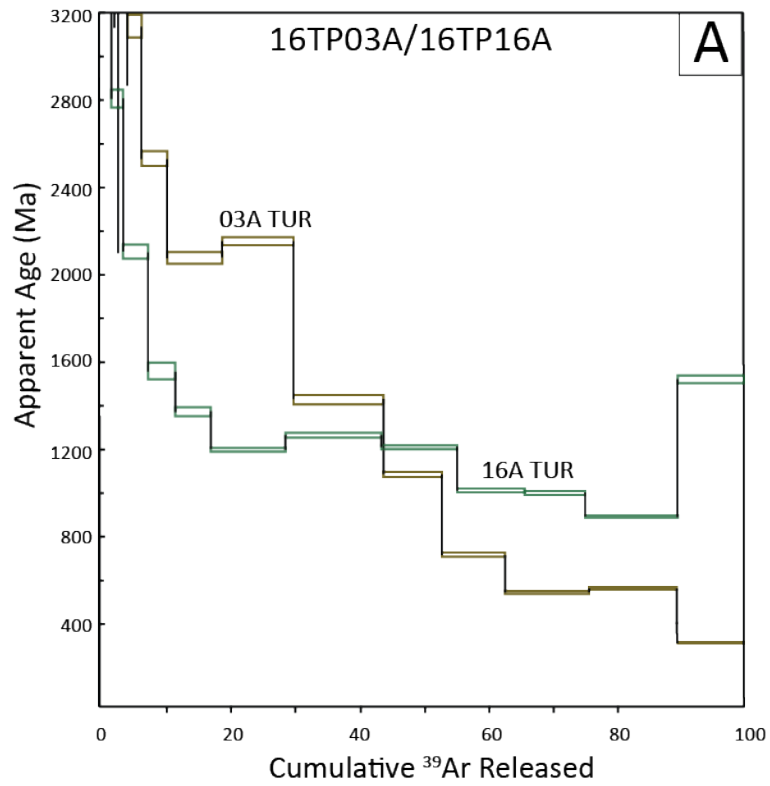 16TP03A/16TP16A
A
3200
2800
2400
2000
1600
1200
800
400
Apparent Age (Ma)
03A TUR
16A TUR
0 20 40 60 80 100
Cumulative ³⁹Ar Released